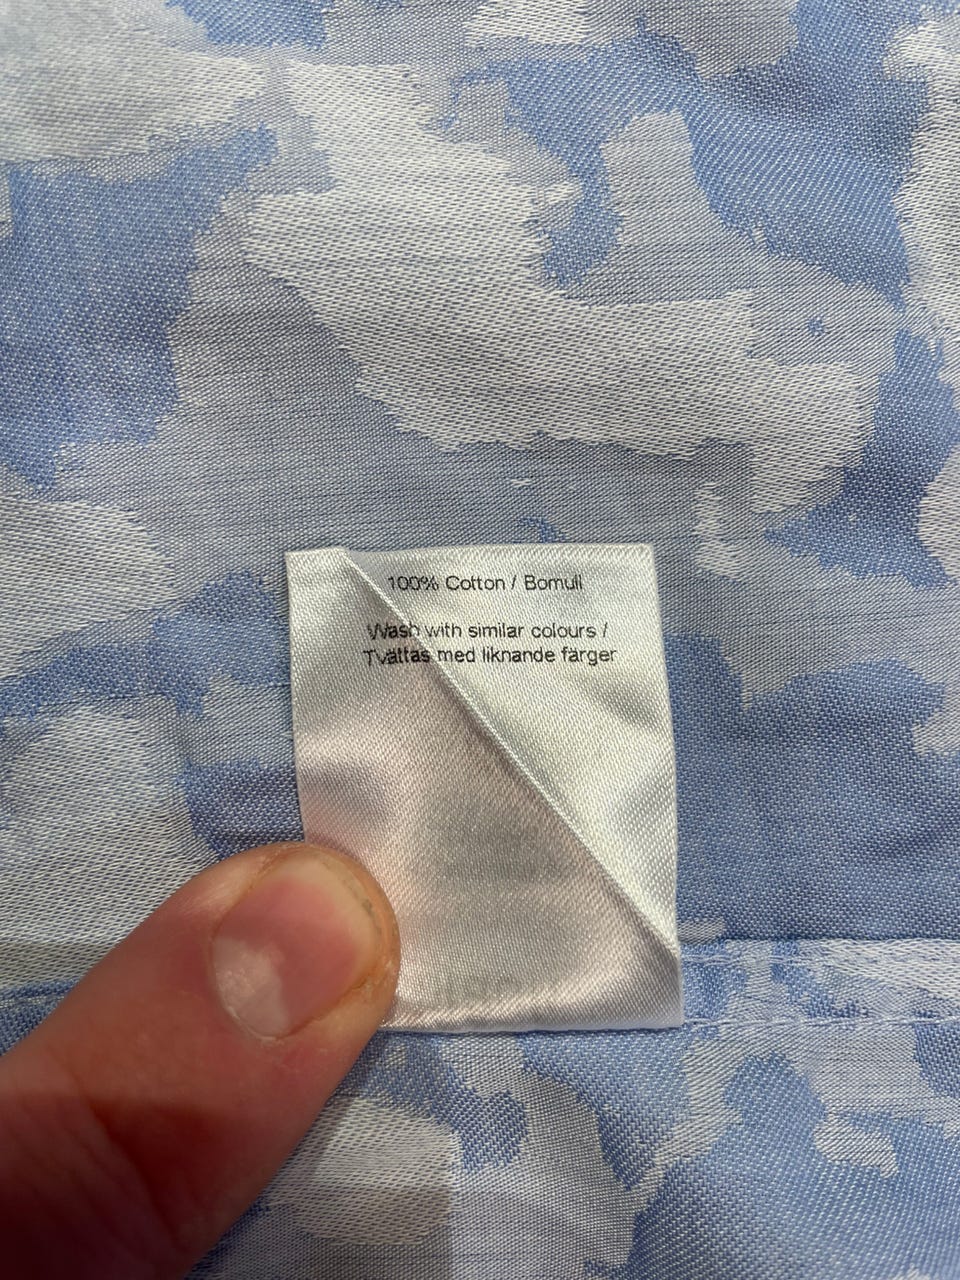 100% Cotton / Bomull
Wash with similar colours /
Tvättas med liknande färger